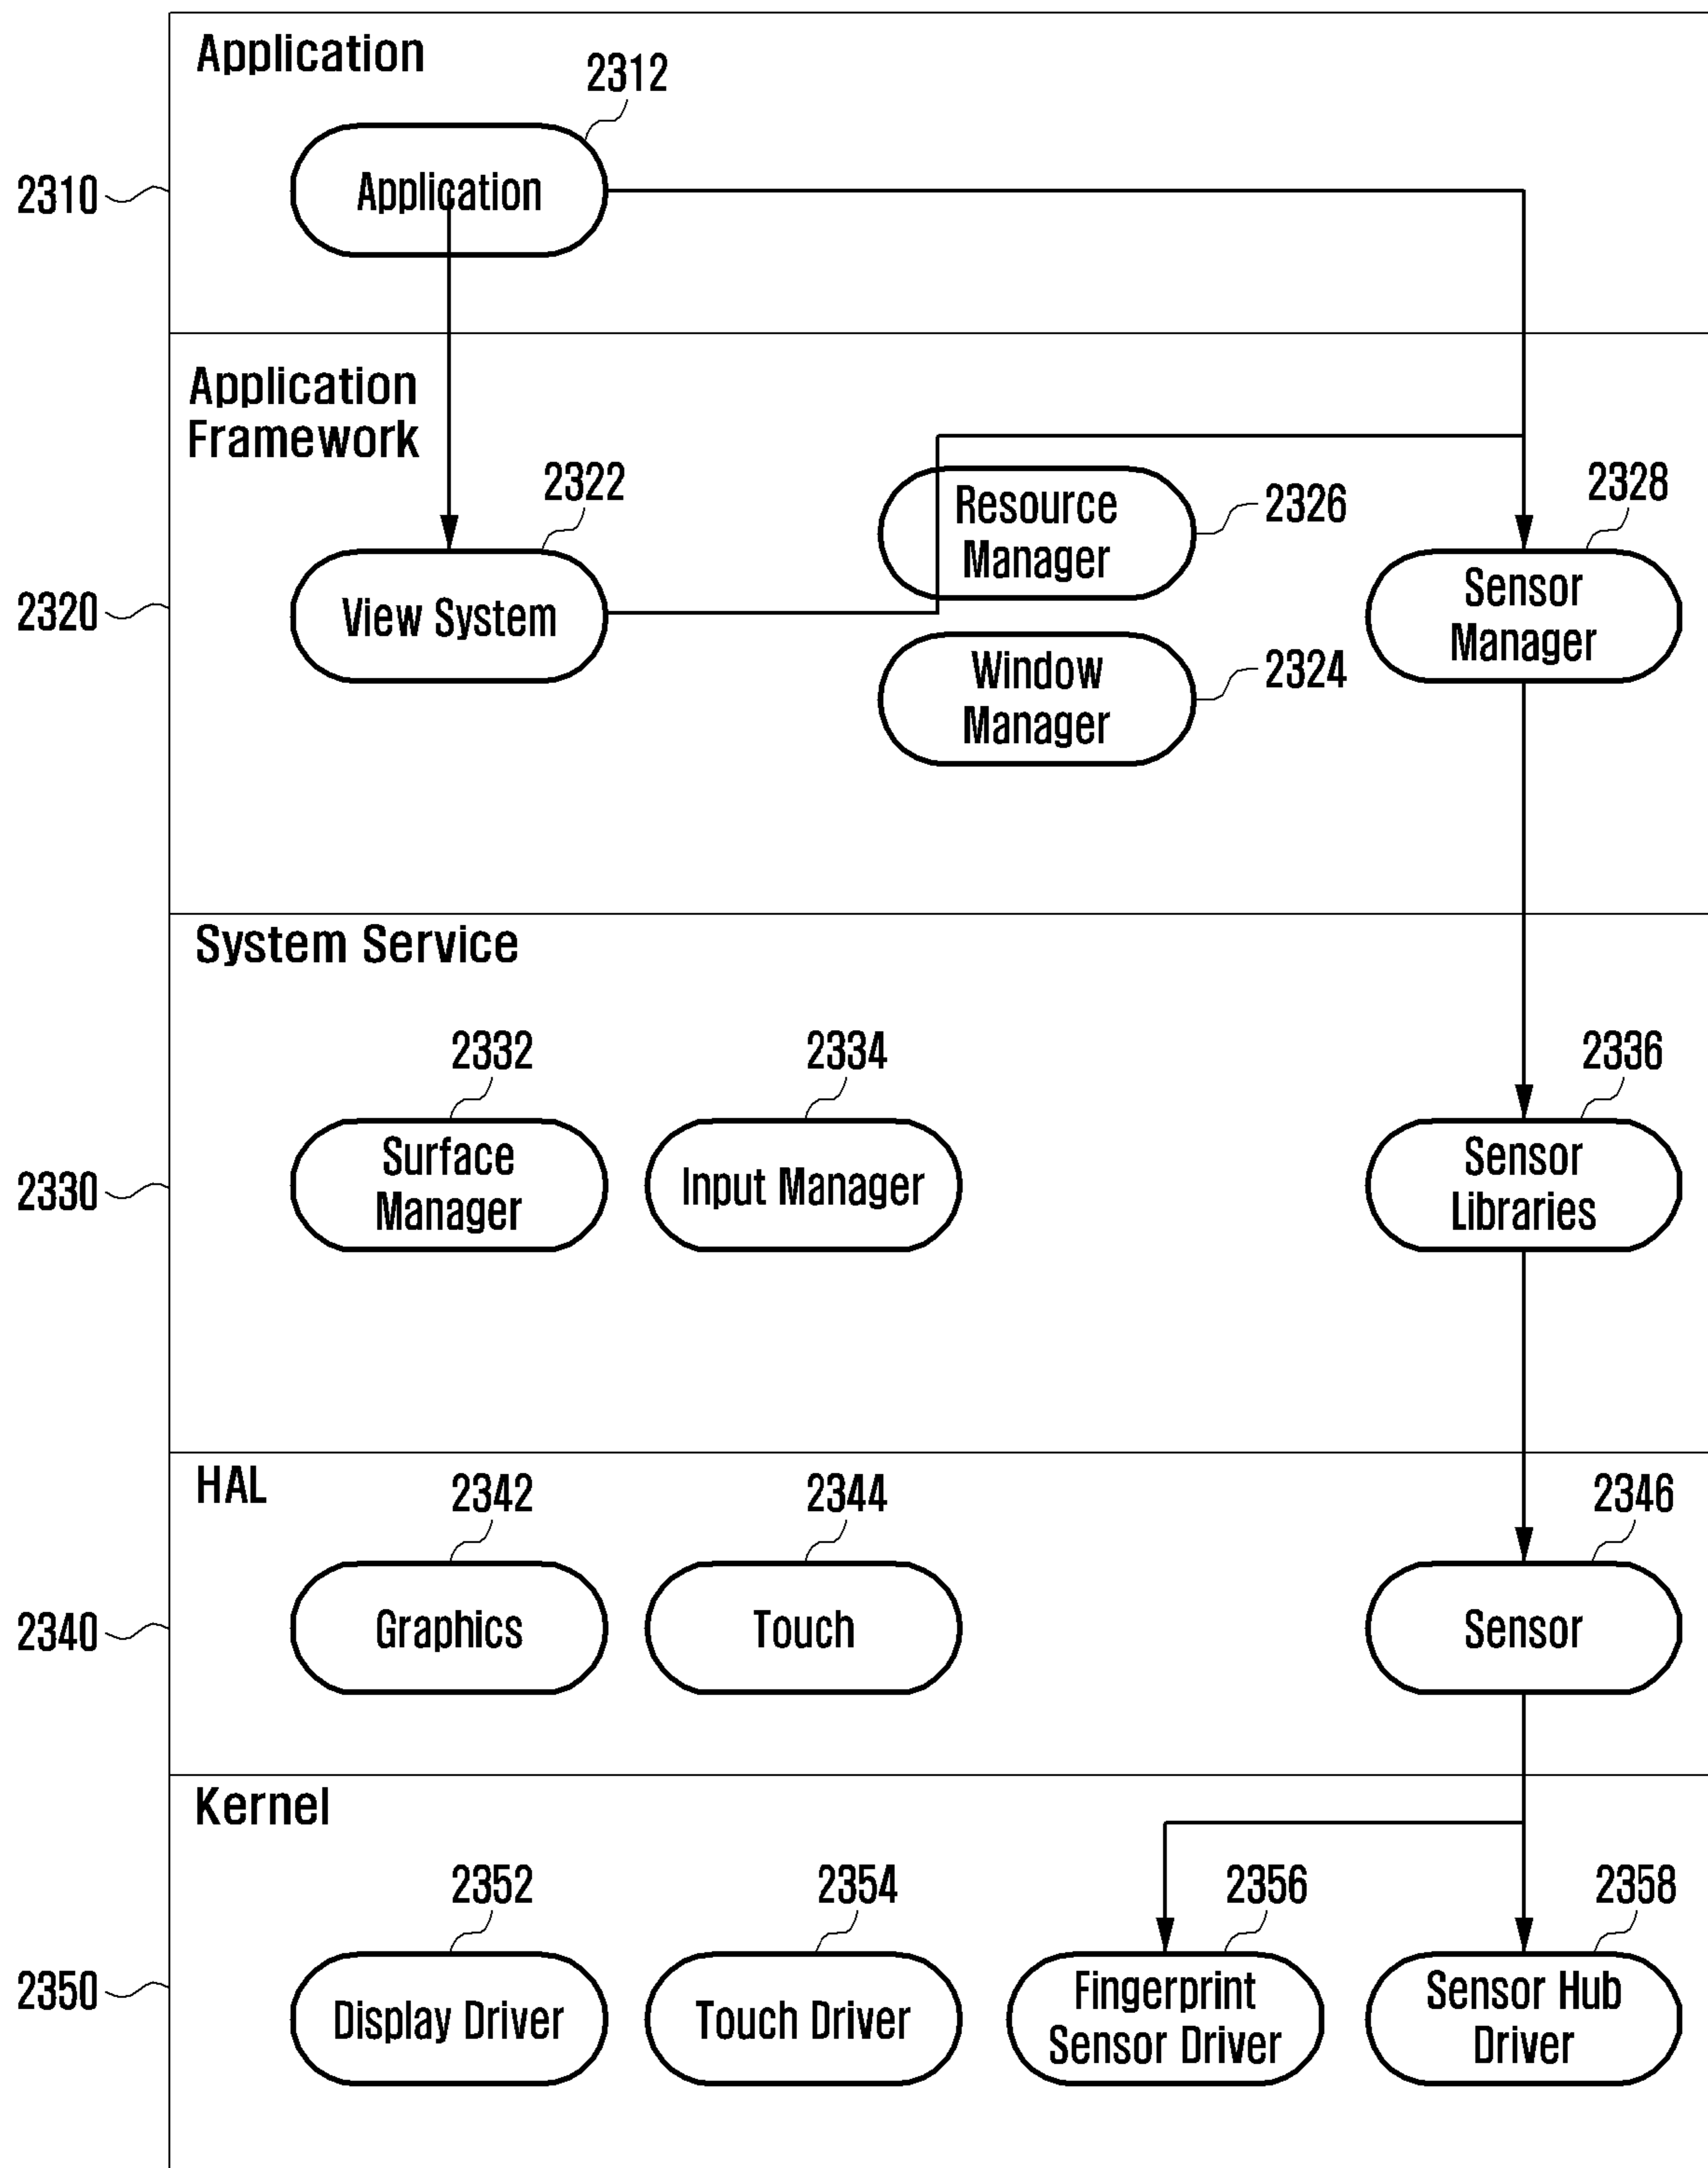 Application
2312
2310
Application
Application
Framework
2322
2326
2328
Resource
Manager
Sensor
Manager
2320
View System
2324
Window
Manager
System Service
2332
2334
2336
Surface
Manager
Input Manager
Sensor
Libraries
2330
HAL
2342
2344
2346
2340
Graphics
Touch
Sensor
Kernel
2352
2354
2356
2358
2350
Display Driver
Touch Driver
Fingerprint
Sensor Driver
Sensor Hub
Driver